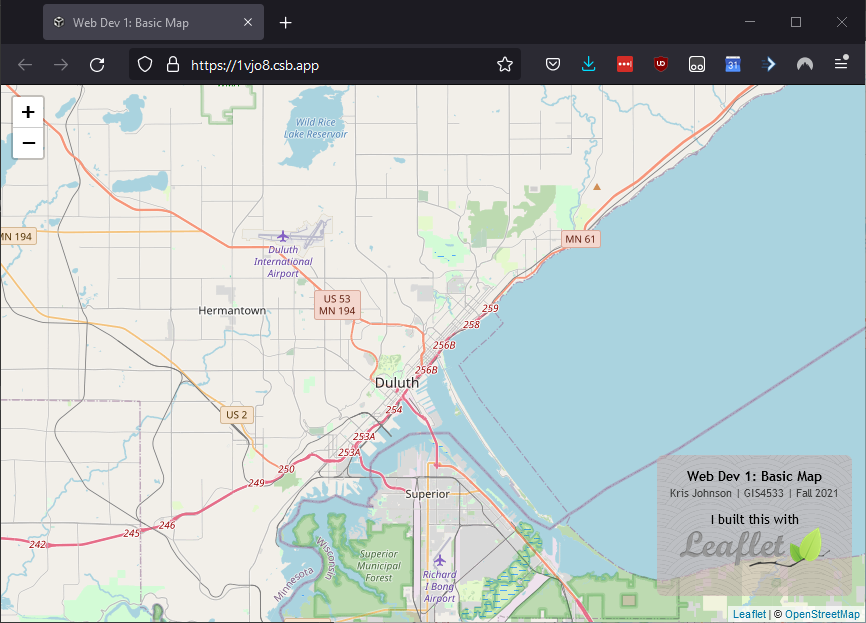 Web Dev 1: Basic Map
https://1vjo8.csb.app
31
+
−
Wild Rice
Lake Reservoir
MN 194
Duluth
International
Airport
MN 61
US 53
MN 194
Hermantown
259
258
256B
256B
Duluth
254
US 2
253A
253A
250
249
246
245
242
Superior
Superior
Municipal
Forest
Wisconsin
Minnesota
Richard
I Bong
Airport
Web Dev 1: Basic Map
Kris Johnson | GIS4533 | Fall 2021
I built this with
Leaflet
Leaflet | © OpenStreetMap